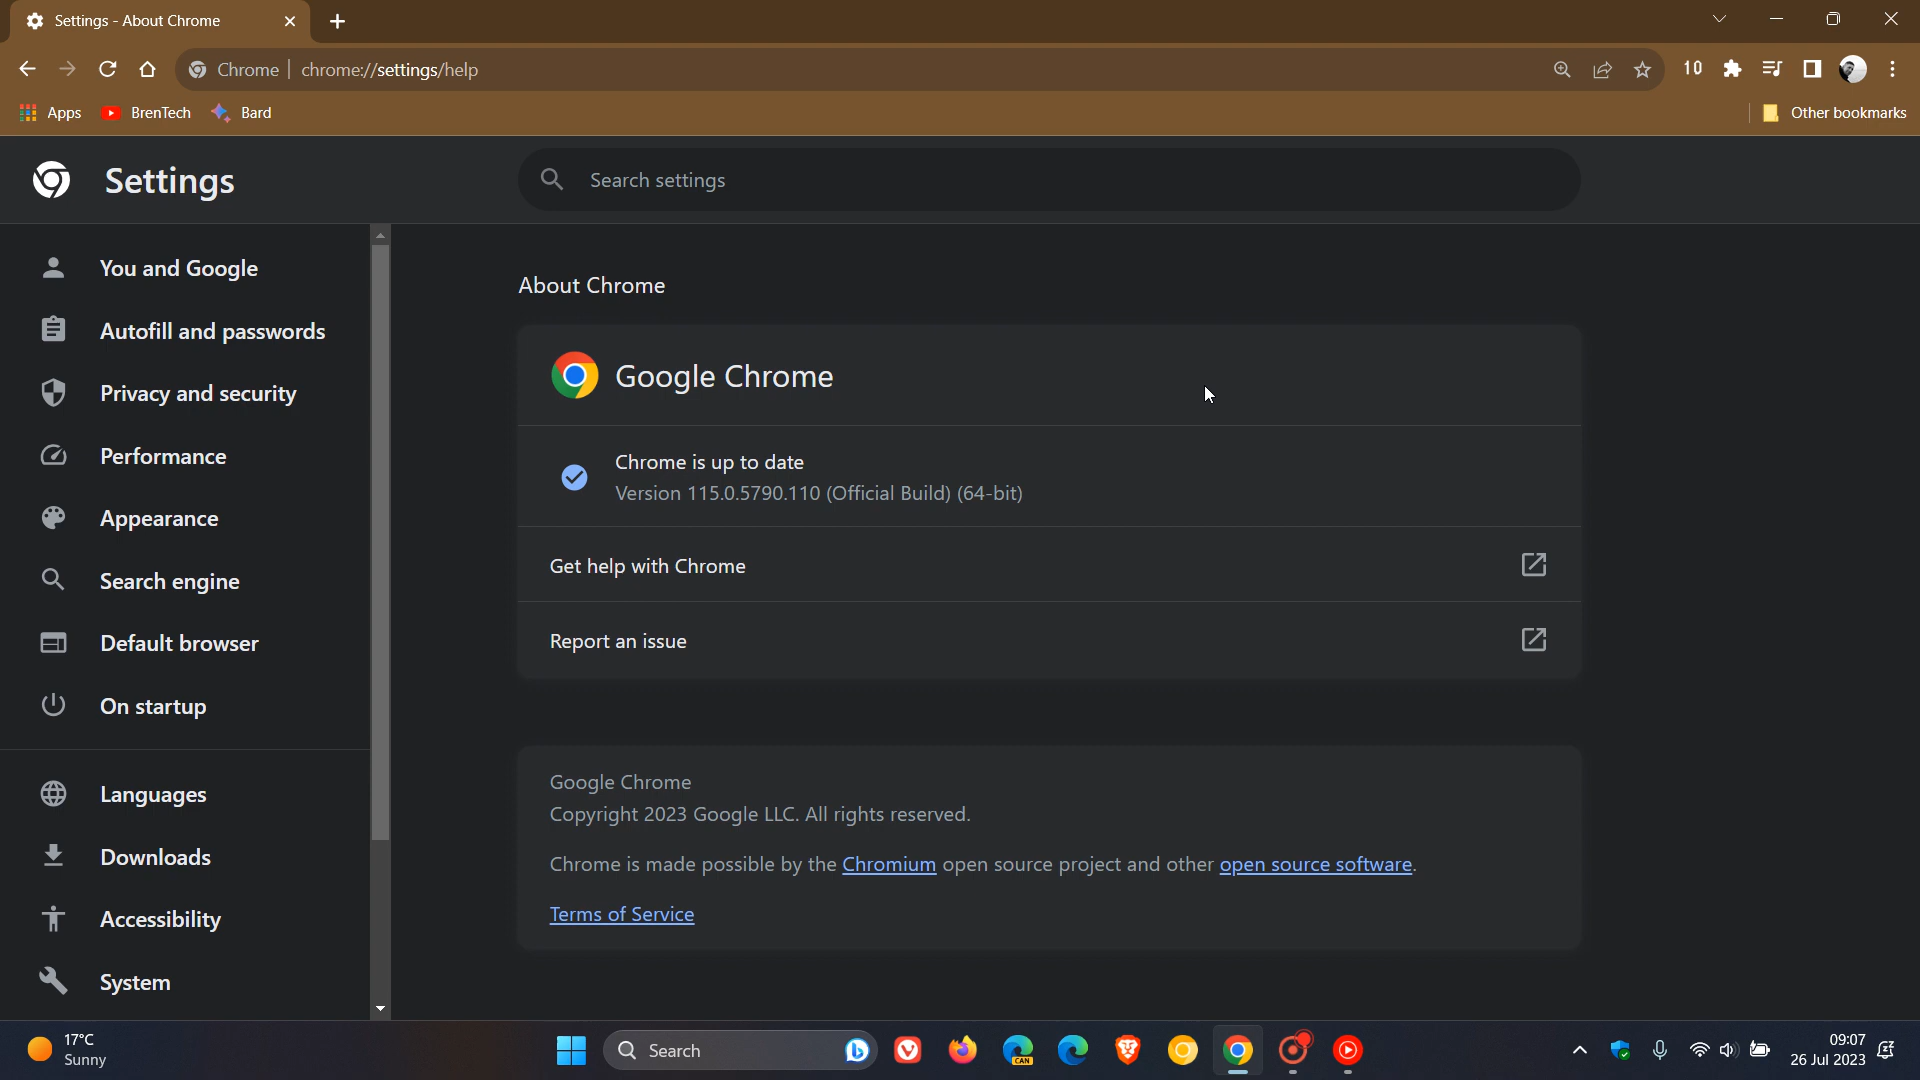 Settings - About Chrome
Chrome | chrome://settings/help
10
Apps
BrenTech
Bard
Other bookmarks
Settings
Search settings
You and Google
Autofill and passwords
Privacy and security
Performance
Appearance
Search engine
Default browser
On startup
Languages
Downloads
Accessibility
System
About Chrome
Google Chrome
Chrome is up to date
Version 115.0.5790.110 (Official Build) (64-bit)
Get help with Chrome
Report an issue
Google Chrome
Copyright 2023 Google LLC. All rights reserved.
Chrome is made possible by the Chromium open source project and other open source software.
Terms of Service
17°C
Sunny
Search
CAN
09:07
26 Jul 2023